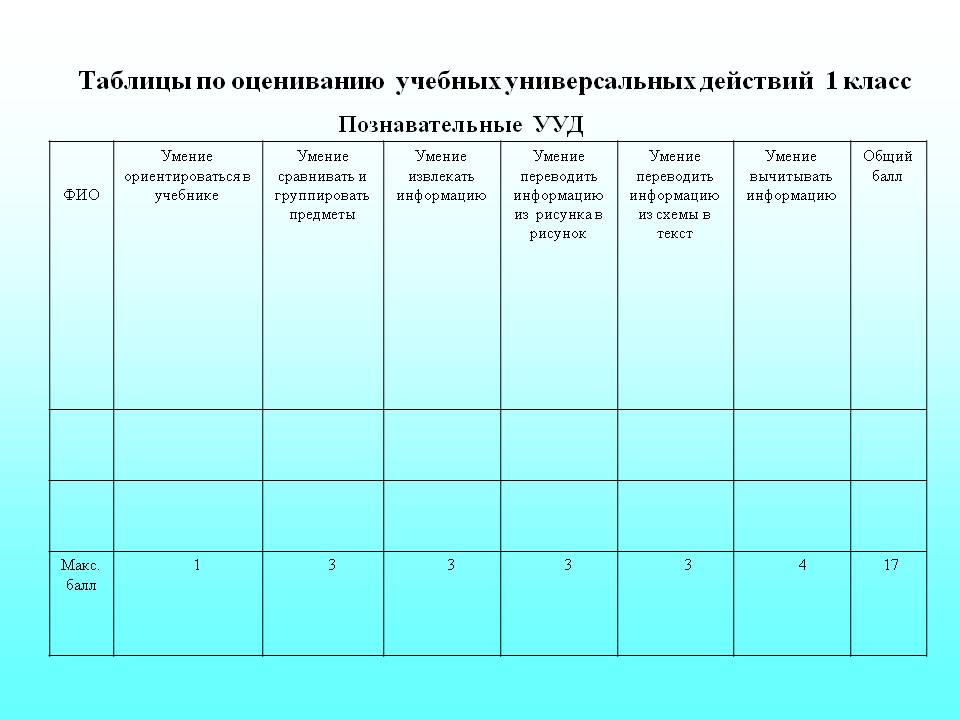 Таблицы по оцениванию учебных универсальных действий 1 класс
Познавательные УУД
ФИО
Умение
ориентироваться в
учебнике
Умение
сравнивать и
группировать
предметы
Умение
извлекать
информацию
Умение
переводить
информацию
из рисунка в
рисунок
Умение
переводить
информацию
из схемы в
текст
Умение
вычитывать
информацию
Общий
балл
Макс.
балл
1
3
3
3
3
4
17